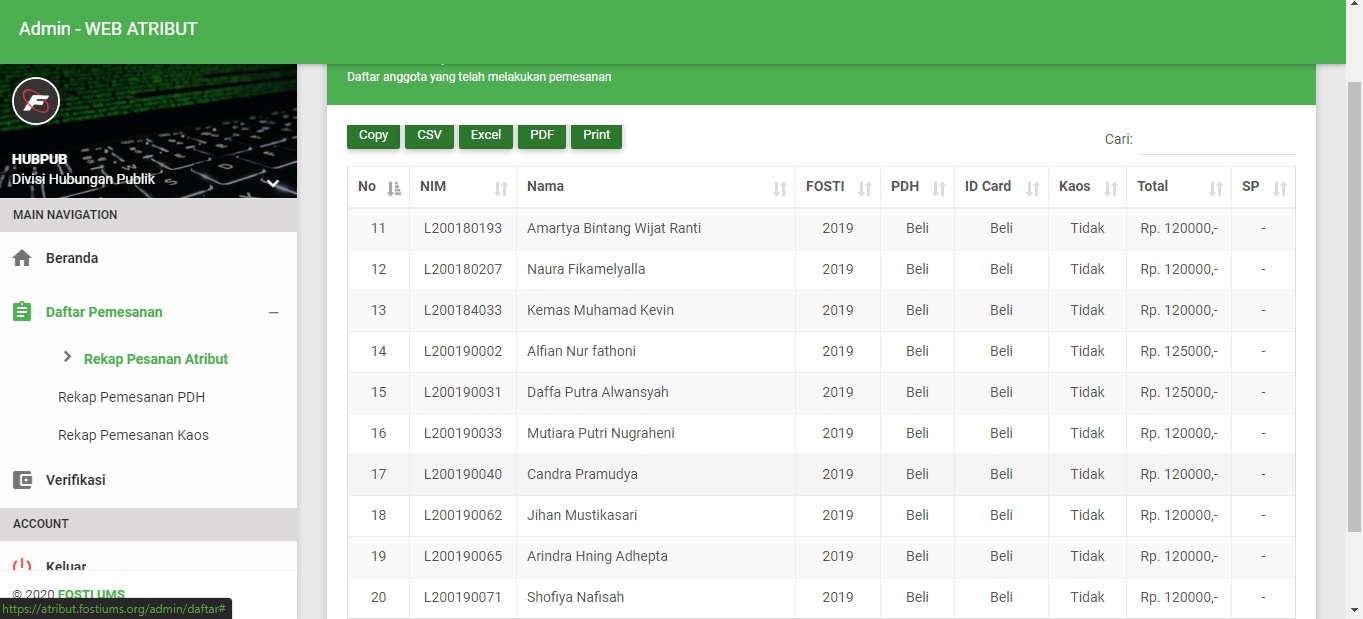 Admin - WEB ATRIBUT
HUBPUB
Divisi Hubungan Publik
MAIN NAVIGATION
Beranda
Daftar Pemesanan
Rekap Pesanan Atribut
Rekap Pemesanan PDH
Rekap Pemesanan Kaos
Verifikasi
ACCOUNT
Keluar
© 2020 FOSTI UMS
https://atribut.fostiums.org/admin/daftar#
Daftar anggota yang telah melakukan pemesanan
Copy CSV Excel PDF Print
Cari:
No NIM Nama FOSTI PDH ID Card Kaos Total SP
11 L200180193 Amartya Bintang Wijat Ranti 2019 Beli Beli Tidak Rp. 120000,- -
12 L200180207 Naura Fikamelyalla 2019 Beli Beli Tidak Rp. 120000,- -
13 L200184033 Kemas Muhamad Kevin 2019 Beli Beli Tidak Rp. 120000,- -
14 L200190002 Alfian Nur fathoni 2019 Beli Beli Tidak Rp. 125000,- -
15 L200190031 Daffa Putra Alwansyah 2019 Beli Beli Tidak Rp. 125000,- -
16 L200190033 Mutiara Putri Nugraheni 2019 Beli Beli Tidak Rp. 120000,- -
17 L200190040 Candra Pramudya 2019 Beli Beli Tidak Rp. 120000,- -
18 L200190062 Jihan Mustikasari 2019 Beli Beli Tidak Rp. 120000,- -
19 L200190065 Arindra Hning Adhepta 2019 Beli Beli Tidak Rp. 120000,- -
20 L200190071 Shofiya Nafisah 2019 Beli Beli Tidak Rp. 120000,- -